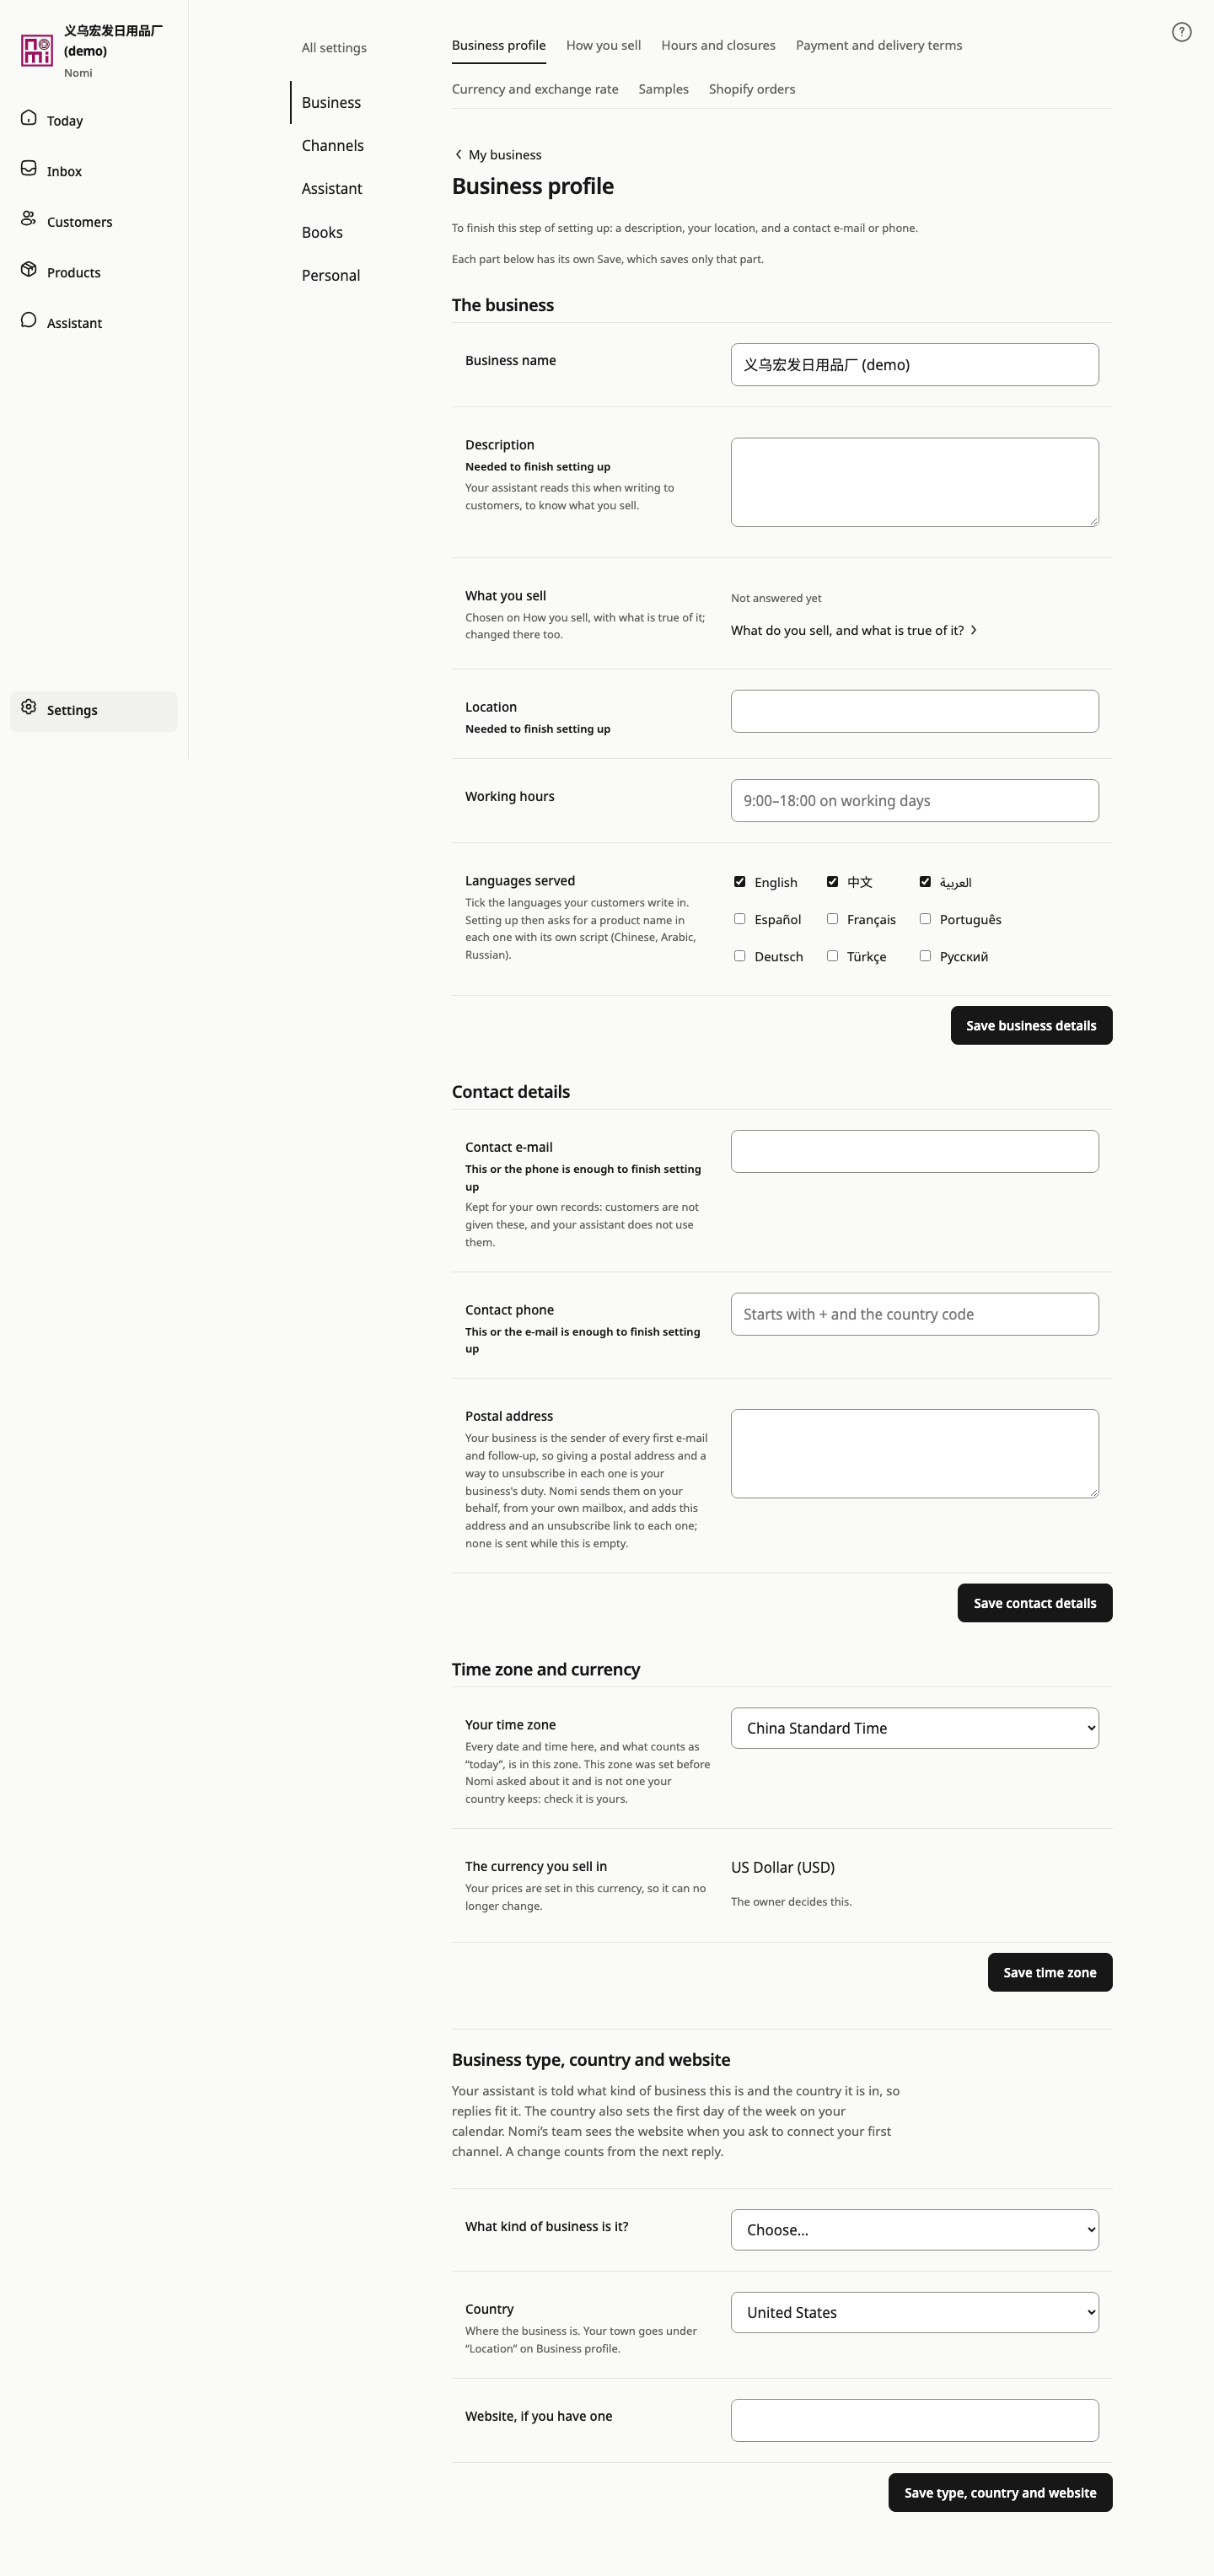 义乌宏发日用品厂
(demo)
Nomi
Today
Inbox
Customers
Products
Assistant
Settings
All settings
Business
Channels
Assistant
Books
Personal
Business profile
How you sell
Hours and closures
Payment and delivery terms
Currency and exchange rate
Samples
Shopify orders
My business
Business profile
To finish this step of setting up: a description, your location, and a contact e-mail or phone.
Each part below has its own Save, which saves only that part.
The business
Business name
义乌宏发日用品厂 (demo)
Description
Needed to finish setting up
Your assistant reads this when writing to
customers, to know what you sell.
What you sell
Chosen on How you sell, with what is true of it;
changed there too.
Not answered yet
What do you sell, and what is true of it?
Location
Needed to finish setting up
Working hours
9:00–18:00 on working days
Languages served
Tick the languages your customers write in.
Setting up then asks for a product name in
each one with its own script (Chinese, Arabic,
Russian).
English
中文
العربية
Español
Français
Português
Deutsch
Türkçe
Русский
Save business details
Contact details
Contact e-mail
This or the phone is enough to finish setting
up
Kept for your own records: customers are not
given these, and your assistant does not use
them.
Contact phone
This or the e-mail is enough to finish setting
up
Starts with + and the country code
Postal address
Your business is the sender of every first e-mail
and follow-up, so giving a postal address and a
way to unsubscribe in each one is your
business's duty. Nomi sends them on your
behalf, from your own mailbox, and adds this
address and an unsubscribe link to each one;
none is sent while this is empty.
Save contact details
Time zone and currency
Your time zone
Every date and time here, and what counts as
“today”, is in this zone. This zone was set before
Nomi asked about it and is not one your
country keeps: check it is yours.
China Standard Time
The currency you sell in
Your prices are set in this currency, so it can no
longer change.
US Dollar (USD)
The owner decides this.
Save time zone
Business type, country and website
Your assistant is told what kind of business this is and the country it is in, so
replies fit it. The country also sets the first day of the week on your
calendar. Nomi’s team sees the website when you ask to connect your first
channel. A change counts from the next reply.
What kind of business is it?
Choose…
Country
Where the business is. Your town goes under
“Location” on Business profile.
United States
Website, if you have one
Save type, country and website